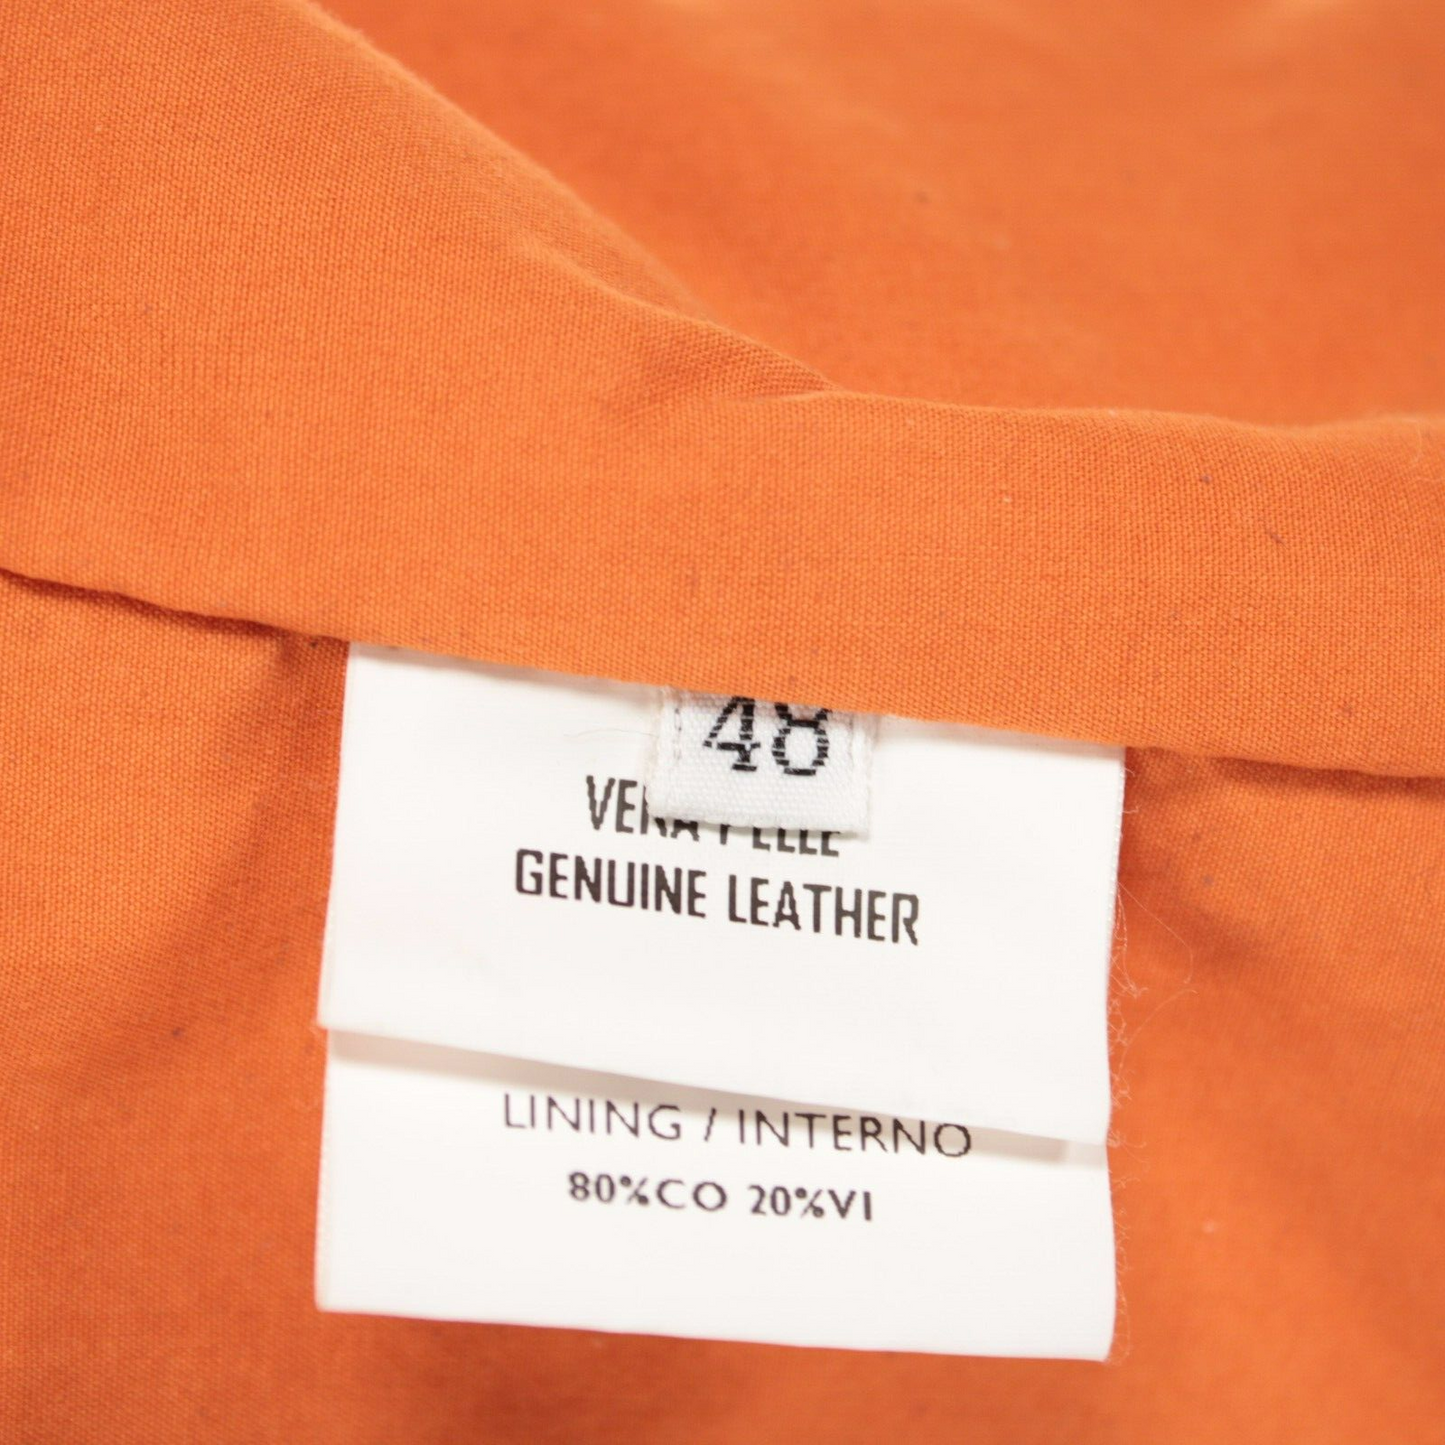 48
VERA PELLE
GENUINE LEATHER
LINING / INTERNO
80%CO 20%VI